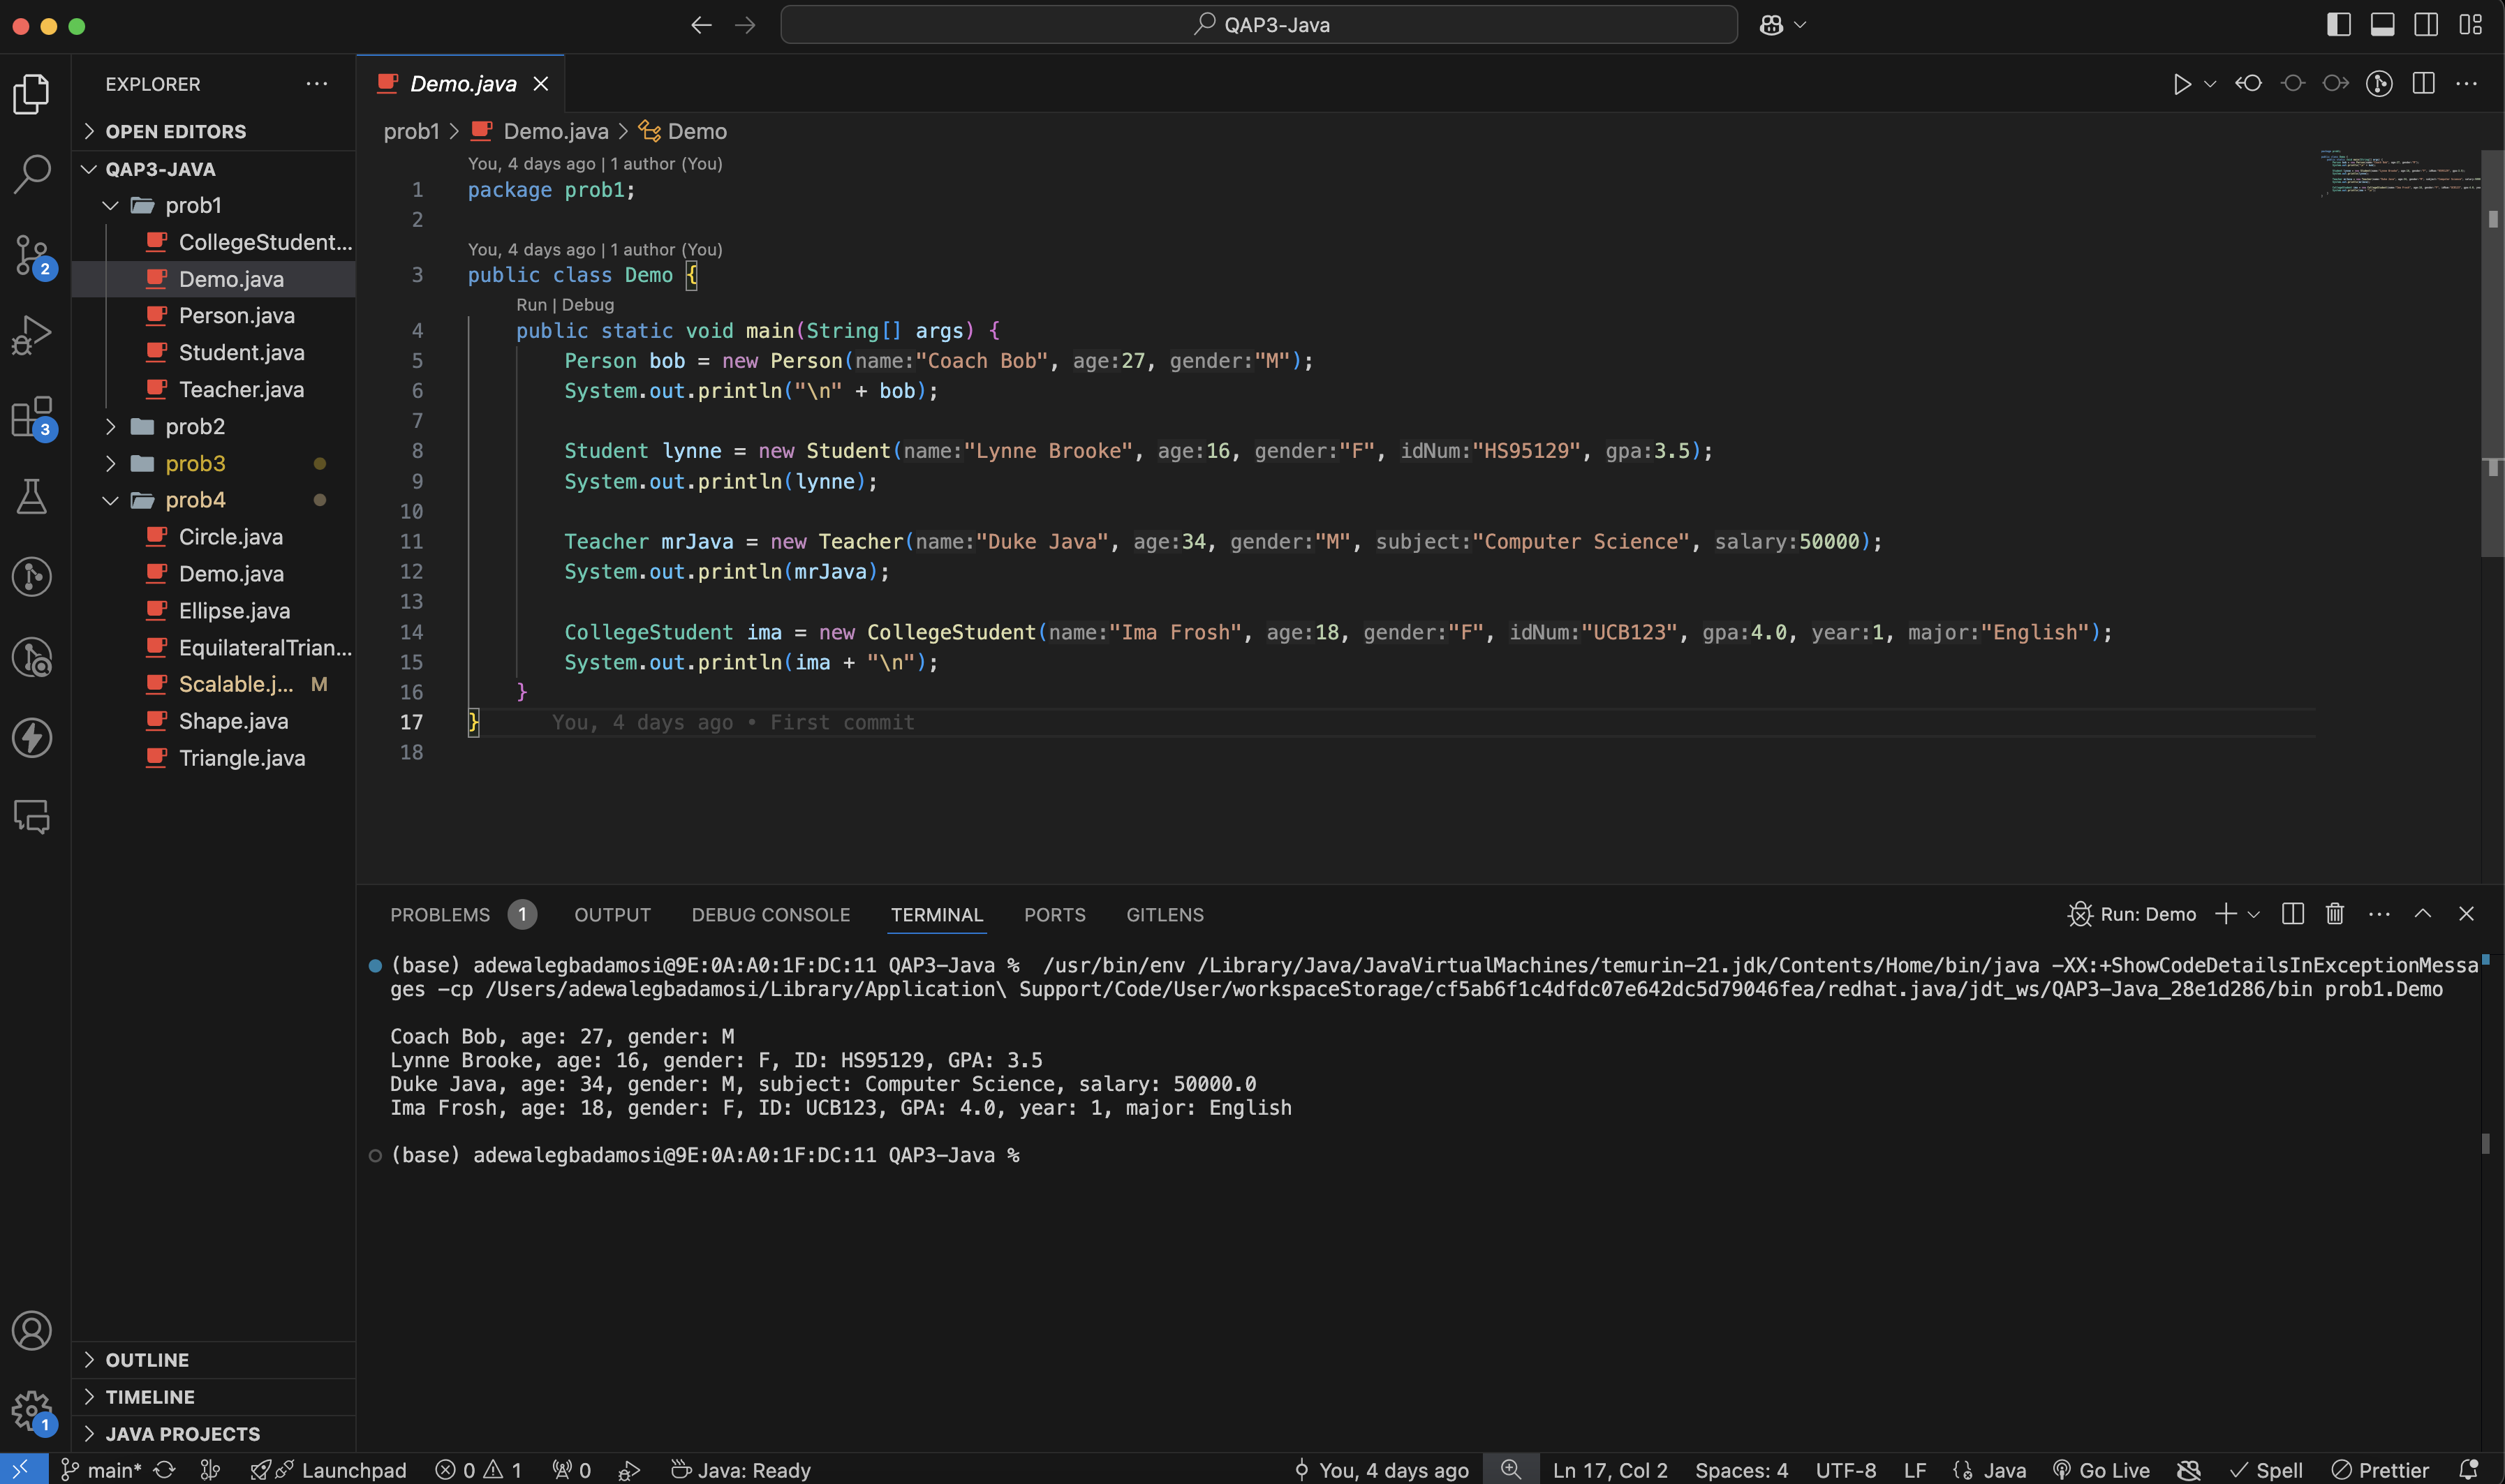 QAP3-Java
EXPLORER
OPEN EDITORS
QAP3-JAVA
prob1
CollegeStudent...
Demo.java
Person.java
Student.java
Teacher.java
prob2
prob3
prob4
Circle.java
Demo.java
Ellipse.java
EquilateralTrian...
Scalable.j... M
Shape.java
Triangle.java
OUTLINE
TIMELINE
JAVA PROJECTS
2
3
1
Demo.java
prob1 > Demo.java > Demo
You, 4 days ago | 1 author (You)
1 package prob1;
2
You, 4 days ago | 1 author (You)
3 public class Demo {
Run | Debug
4 public static void main(String[] args) {
5 Person bob = new Person(name:"Coach Bob", age:27, gender:"M");
6 System.out.println("\n" + bob);
7
8 Student lynne = new Student(name:"Lynne Brooke", age:16, gender:"F", idNum:"HS95129", gpa:3.5);
9 System.out.println(lynne);
10
11 Teacher mrJava = new Teacher(name:"Duke Java", age:34, gender:"M", subject:"Computer Science", salary:50000);
12 System.out.println(mrJava);
13
14 CollegeStudent ima = new CollegeStudent(name:"Ima Frosh", age:18, gender:"F", idNum:"UCB123", gpa:4.0, year:1, major:"English");
15 System.out.println(ima + "\n");
16 }
17 } You, 4 days ago • First commit
18
PROBLEMS 1 OUTPUT DEBUG CONSOLE TERMINAL PORTS GITLENS Run: Demo
(base) adewalegbadamosi@9E:0A:A0:1F:DC:11 QAP3-Java % /usr/bin/env /Library/Java/JavaVirtualMachines/temurin-21.jdk/Contents/Home/bin/java -XX:+ShowCodeDetailsInExceptionMessa
ges -cp /Users/adewalegbadamosi/Library/Application\ Support/Code/User/workspaceStorage/cf5ab6f1c4dfdc07e642dc5d79046fea/redhat.java/jdt_ws/QAP3-Java_28e1d286/bin prob1.Demo
Coach Bob, age: 27, gender: M
Lynne Brooke, age: 16, gender: F, ID: HS95129, GPA: 3.5
Duke Java, age: 34, gender: M, subject: Computer Science, salary: 50000.0
Ima Frosh, age: 18, gender: F, ID: UCB123, GPA: 4.0, year: 1, major: English
(base) adewalegbadamosi@9E:0A:A0:1F:DC:11 QAP3-Java %
main* Launchpad 0 1 0 Java: Ready You, 4 days ago Ln 17, Col 2 Spaces: 4 UTF-8 LF Java Go Live Spell Prettier